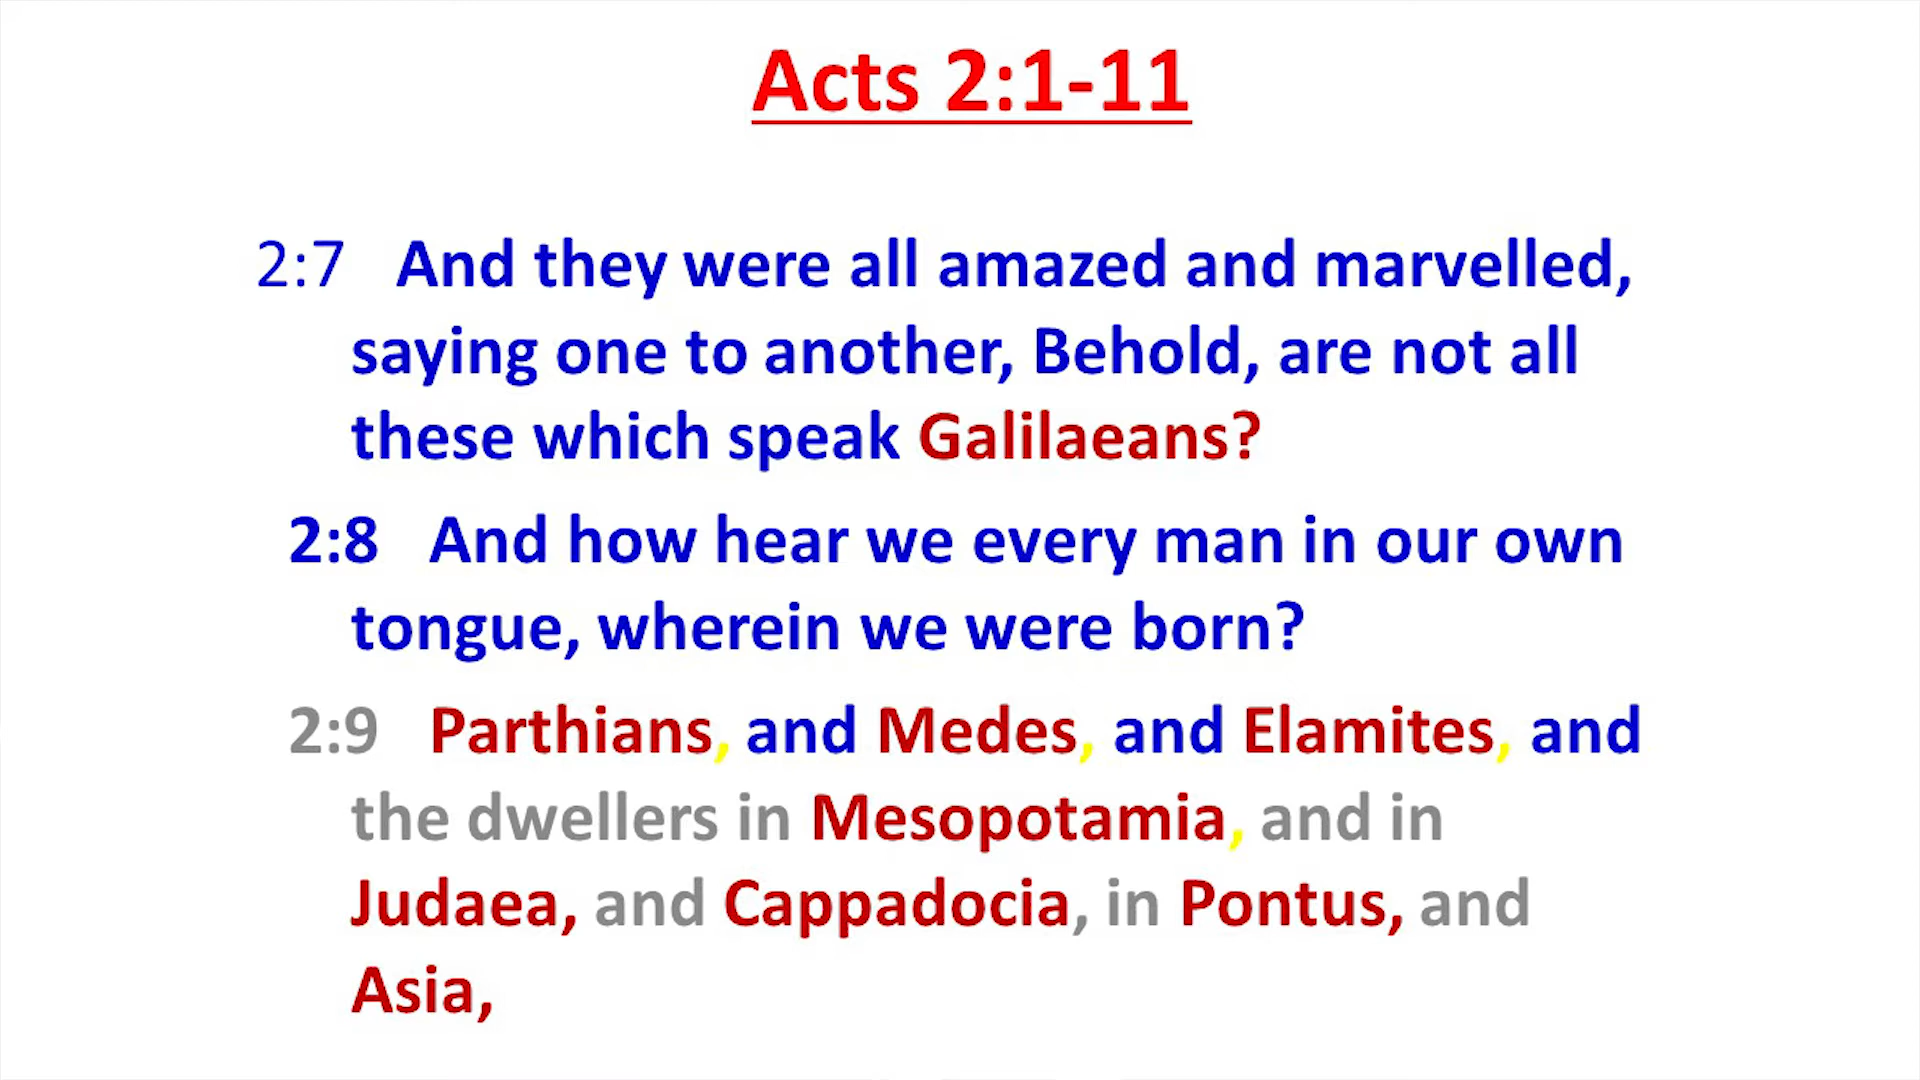 Acts 2:1-11
2:7 And they were all amazed and marvelled,
saying one to another, Behold, are not all
these which speak Galilaeans?
2:8 And how hear we every man in our own
tongue, wherein we were born?
2:9 Parthians, and Medes, and Elamites, and
the dwellers in Mesopotamia, and in
Judaea, and Cappadocia, in Pontus, and
Asia,